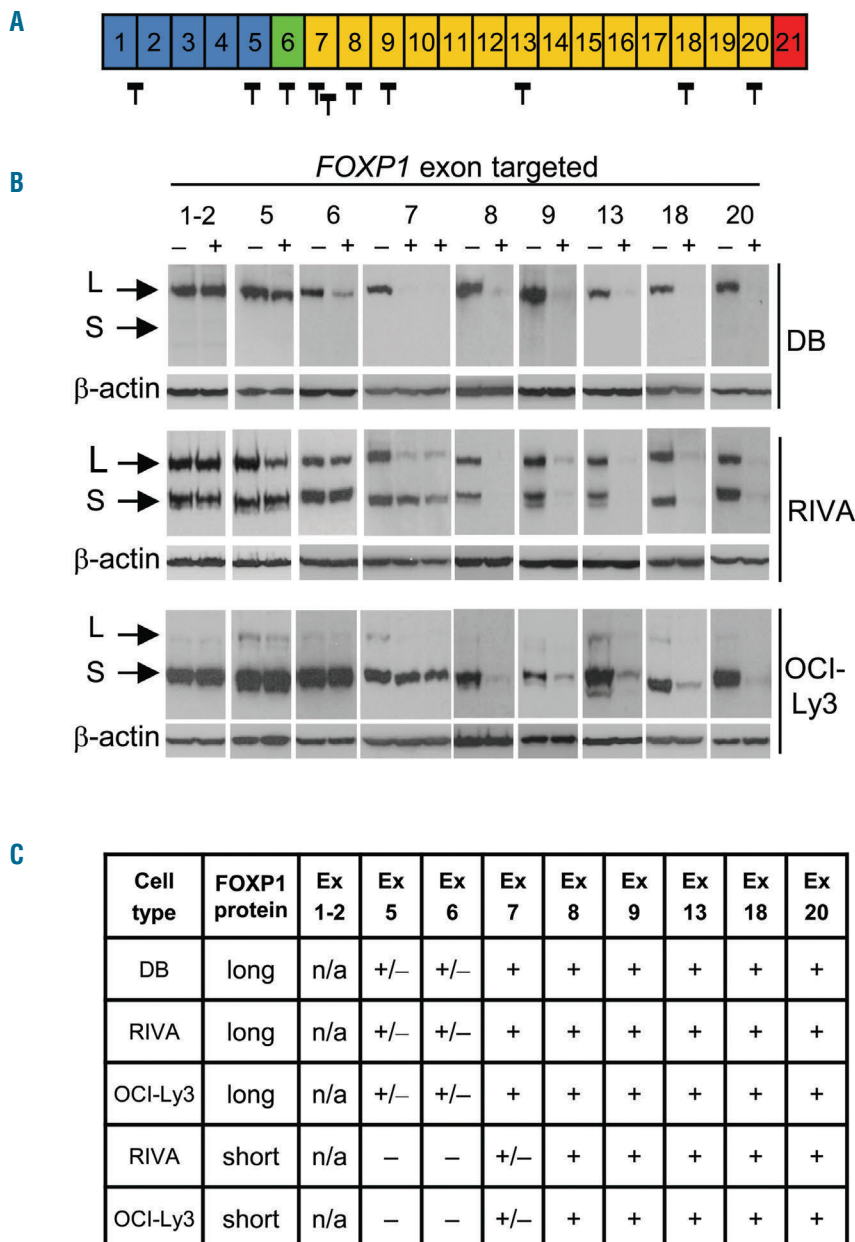 A
1 2 3 4 5 6 7 8 9 10 11 12 13 14 15 16 17 18 19 20 21
B
FOXP1 exon targeted
1-2 5 6 7 8 9 13 18 20
– + – + – + – + + – + – + – + – + – +
L
S
DB
β-actin
L
S
RIVA
β-actin
L
S
OCI-
Ly3
β-actin
C
Cell type FOXP1 protein Ex 1-2 Ex 5 Ex 6 Ex 7 Ex 8 Ex 9 Ex 13 Ex 18 Ex 20
DB long n/a +/– +/– + + + + + +
RIVA long n/a +/– +/– + + + + + +
OCI-Ly3 long n/a +/– +/– + + + + + +
RIVA short n/a – – +/– + + + + +
OCI-Ly3 short n/a – – +/– + + + + +